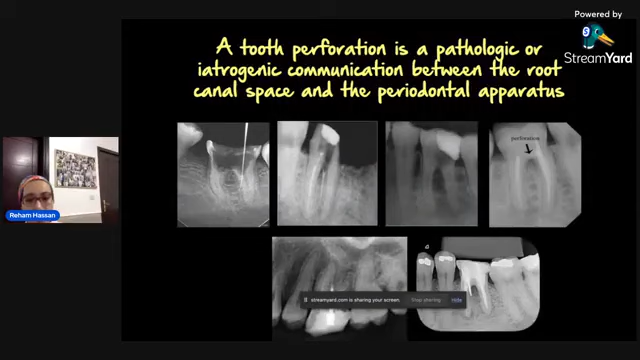 Powered by
StreamYard
A tooth perforation is a pathologic or
iatrogenic communication between the root
canal space and the periodontal apparatus
perforation
Reham Hassan
streamyard.com is sharing your screen.
Stop sharing
Hide